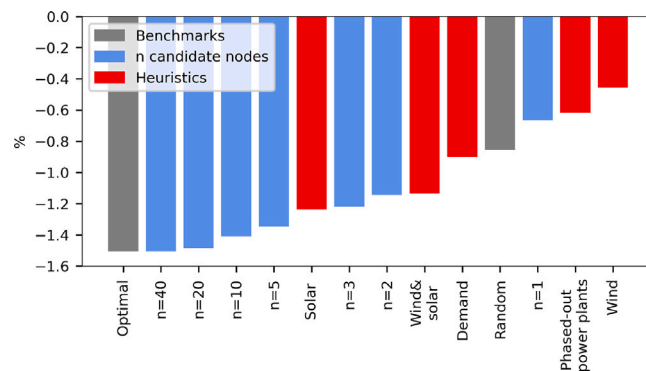 0.0
−0.2
−0.4
−0.6
−0.8
−1.0
−1.2
−1.4
−1.6
%
Benchmarks
n candidate nodes
Heuristics
Optimal
n=40
n=20
n=10
n=5
Solar
n=3
n=2
Wind&
solar
Demand
Random
n=1
Phased-out
power plants
Wind